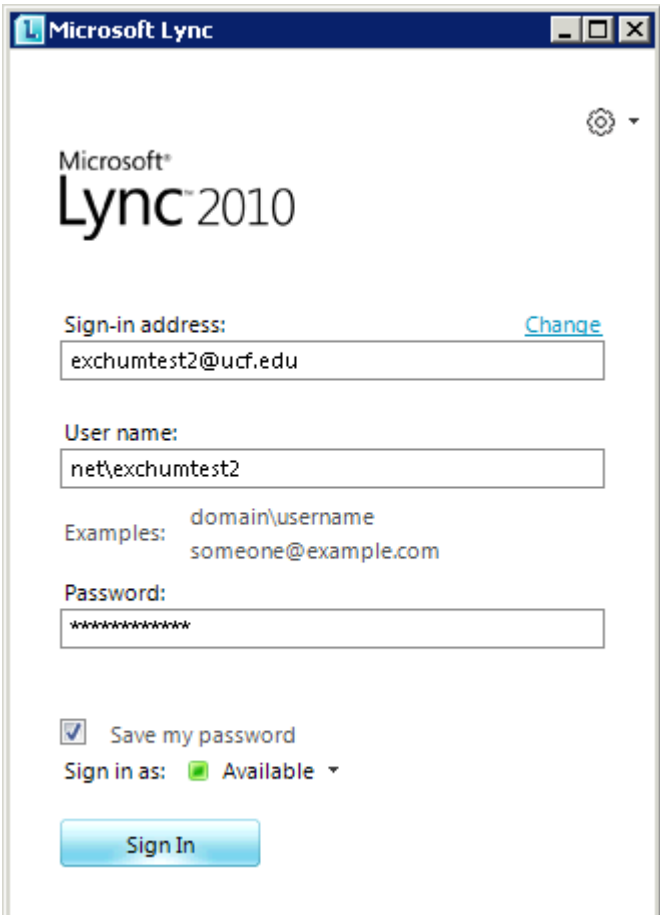 Microsoft Lync
Microsoft®
Lync™ 2010
Sign-in address: Change
exchumtest2@ucf.edu
User name:
net\exchumtest2
Examples: domain\username
someone@example.com
Password:
************
Save my password
Sign in as: Available
Sign In